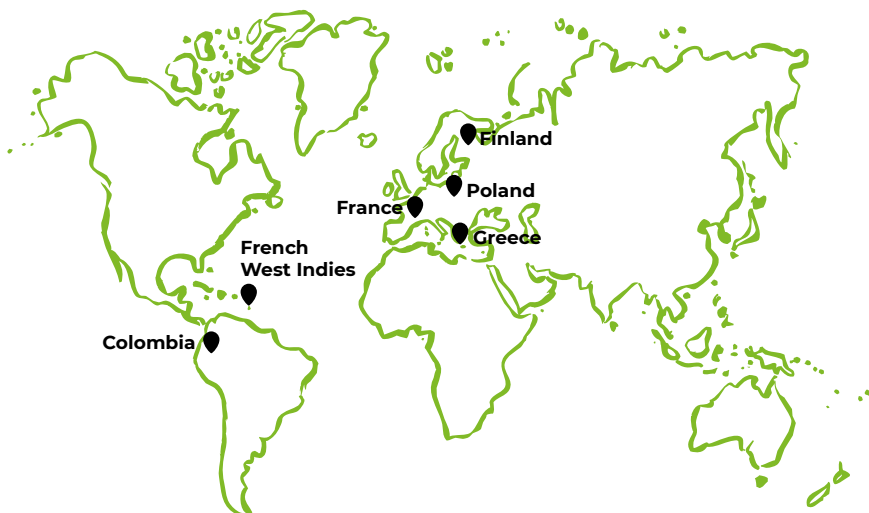 Finland
Poland
France
Greece
French
West Indies
Colombia